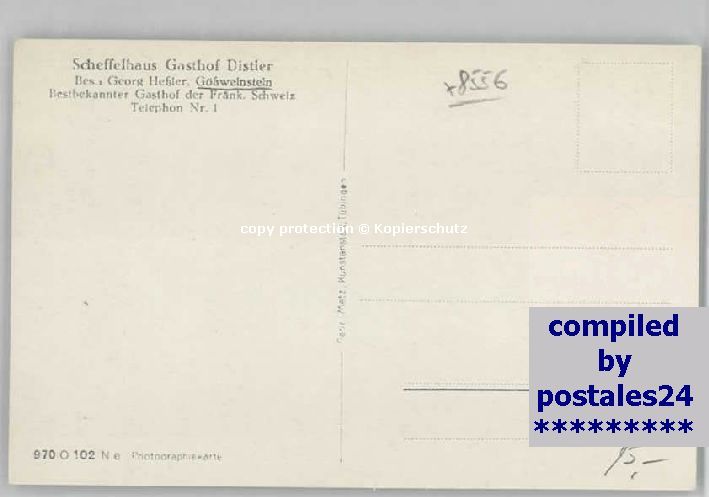 Scheffelhaus Gasthof Distler
Bes.: Georg Heßler, Gößweinstein
Bestbekannter Gasthof der Fränk. Schweiz
Telephon Nr. 1
*8556
Metz, Kunstanstalt, Tübingen
copy protection © Kopierschutz
compiled
by
postales24
*********
970 O 102 N e Photographiekarte
15,—